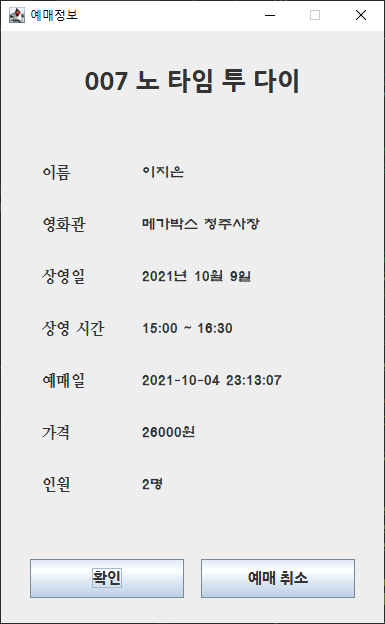 예매정보
007 노 타임 투 다이
이름 이지은
영화관 메가박스 청주사창
상영일 2021년 10월 9일
상영 시간 15:00 ~ 16:30
예매일 2021-10-04 23:13:07
가격 26000원
인원 2명
확인 예매 취소